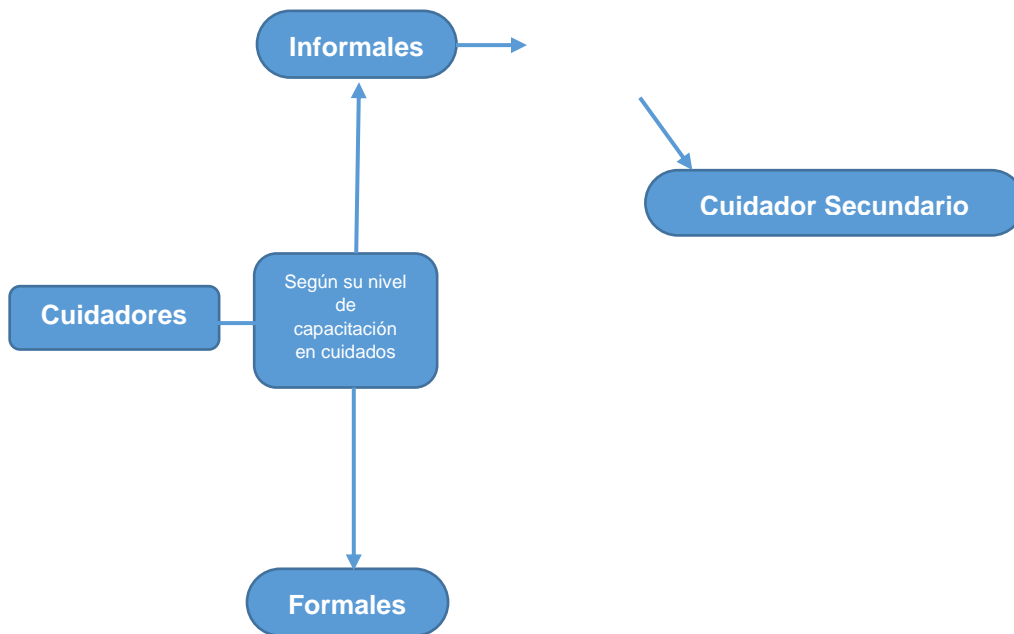 Informales
Cuidador Secundario
Según su nivel
de
capacitación
en cuidados
Cuidadores
Formales